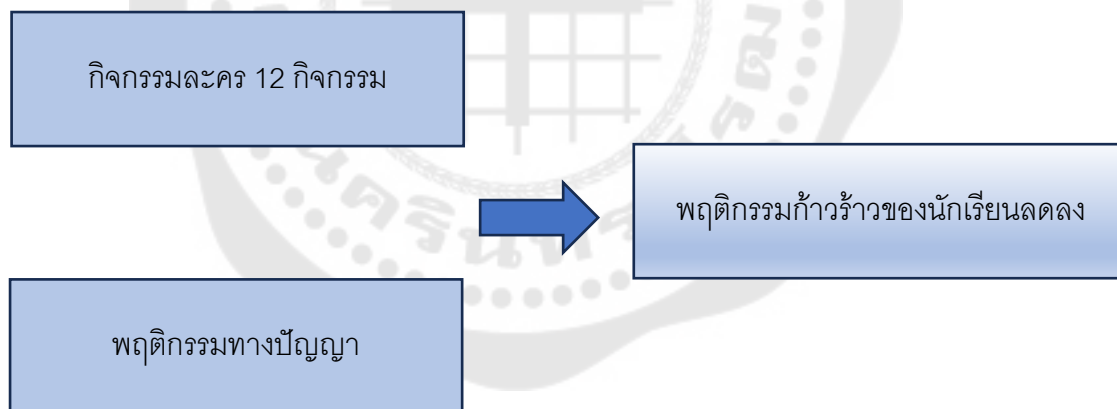 กิจกรรมละคร 12 กิจกรรม
พฤติกรรมก้าวร้าวของนักเรียนลดลง
พฤติกรรมทางปัญญา